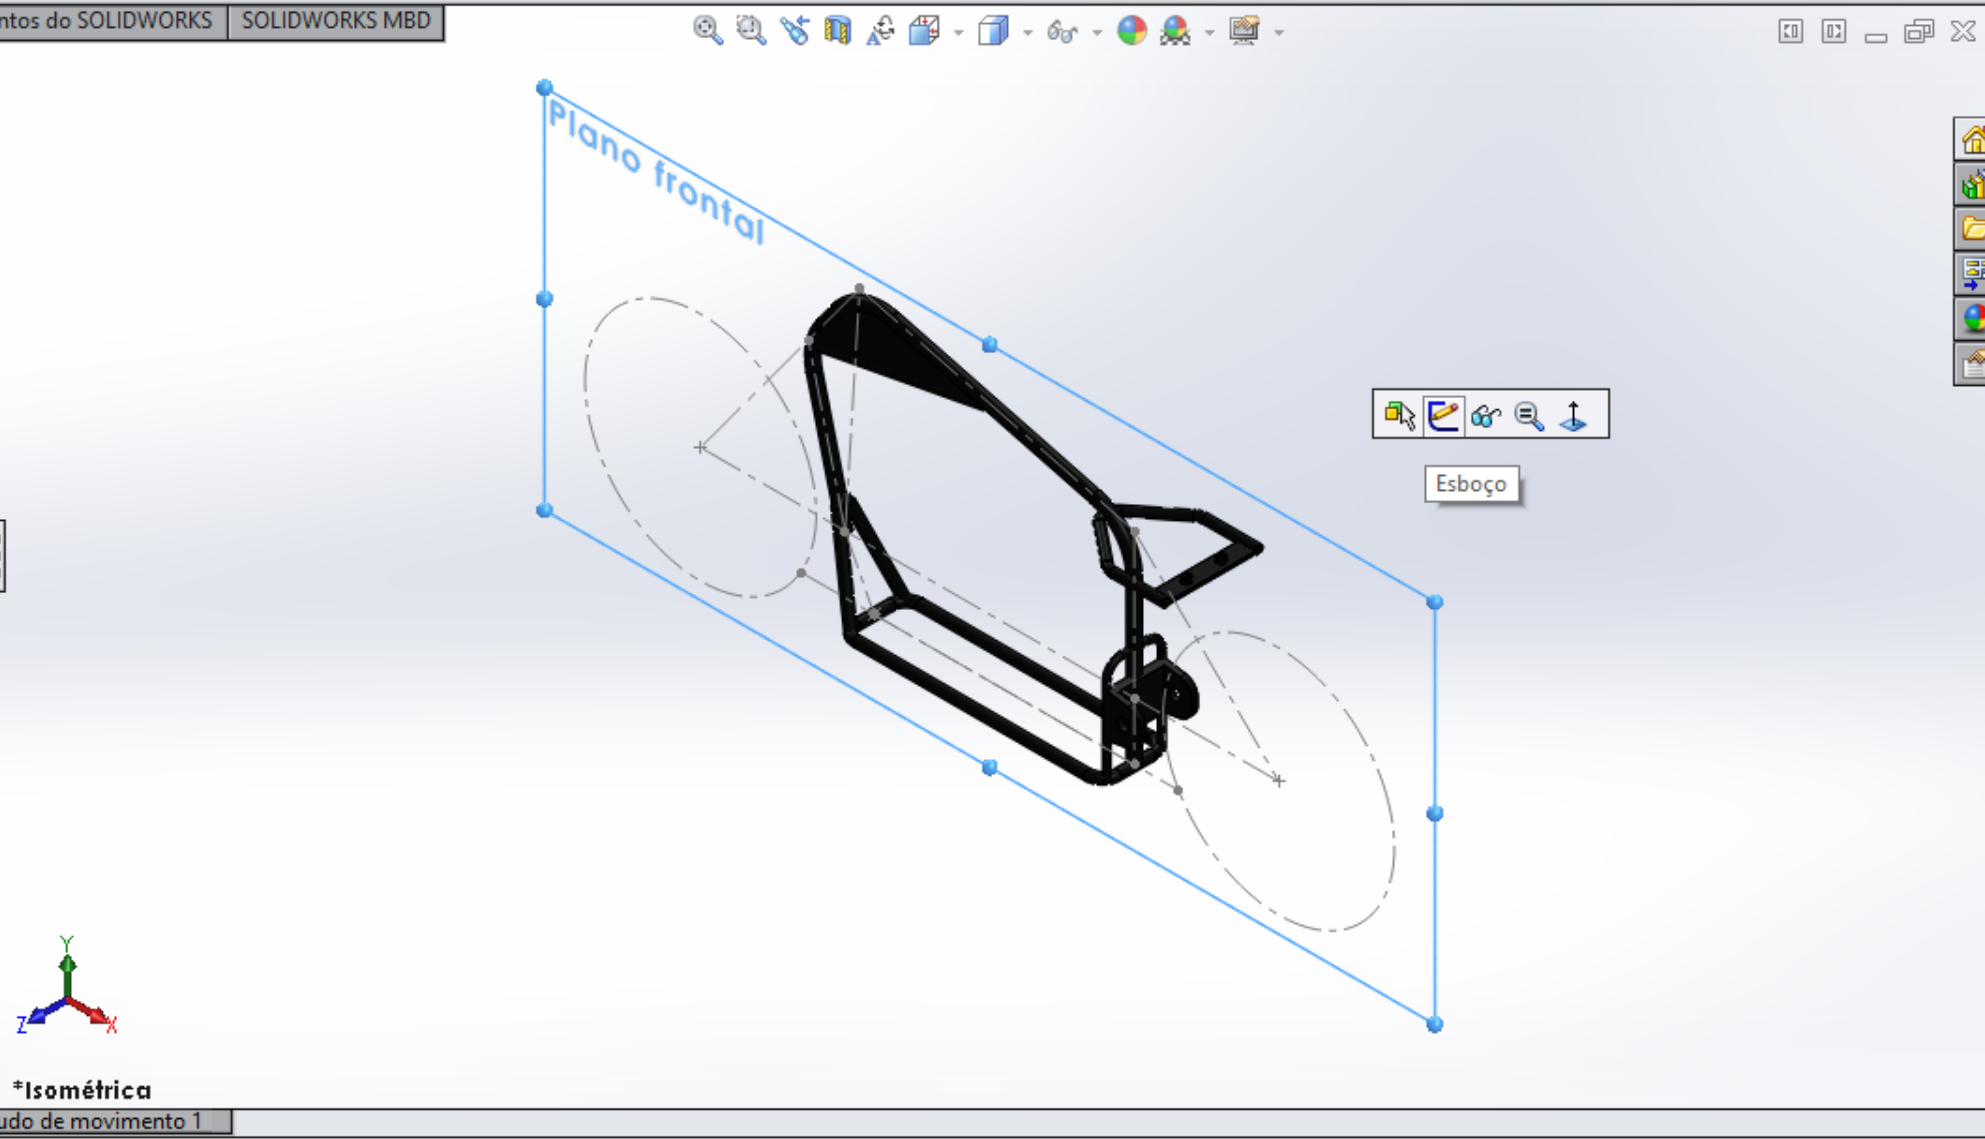 ntos do SOLIDWORKS
SOLIDWORKS MBD
Plano frontal
Esboço
Y
Z
X
*Isométrica
udo de movimento 1